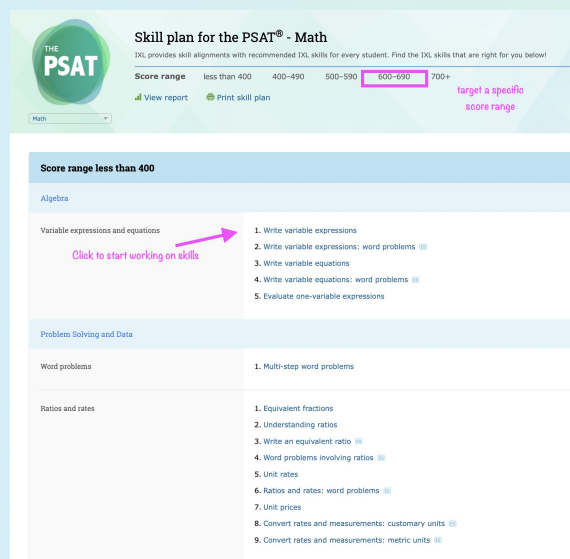 THE
PSAT
Math
Skill plan for the PSAT® - Math
IXL provides skill alignments with recommended IXL skills for every student. Find the IXL skills that are right for you below!
Score range less than 400 400–490 500–590 600–690 700+
View report Print skill plan
target a specific
score range
Score range less than 400
Algebra
Variable expressions and equations
Click to start working on skills
1. Write variable expressions
2. Write variable expressions: word problems
3. Write variable equations
4. Write variable equations: word problems
5. Evaluate one-variable expressions
Problem Solving and Data
Word problems
1. Multi-step word problems
Ratios and rates
1. Equivalent fractions
2. Understanding ratios
3. Write an equivalent ratio
4. Word problems involving ratios
5. Unit rates
6. Ratios and rates: word problems
7. Unit prices
8. Convert rates and measurements: customary units
9. Convert rates and measurements: metric units